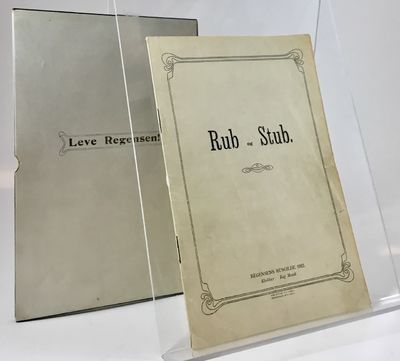 Leve Regensen!
Rub og Stub.
REGENSENS RUSGILDE 1912.